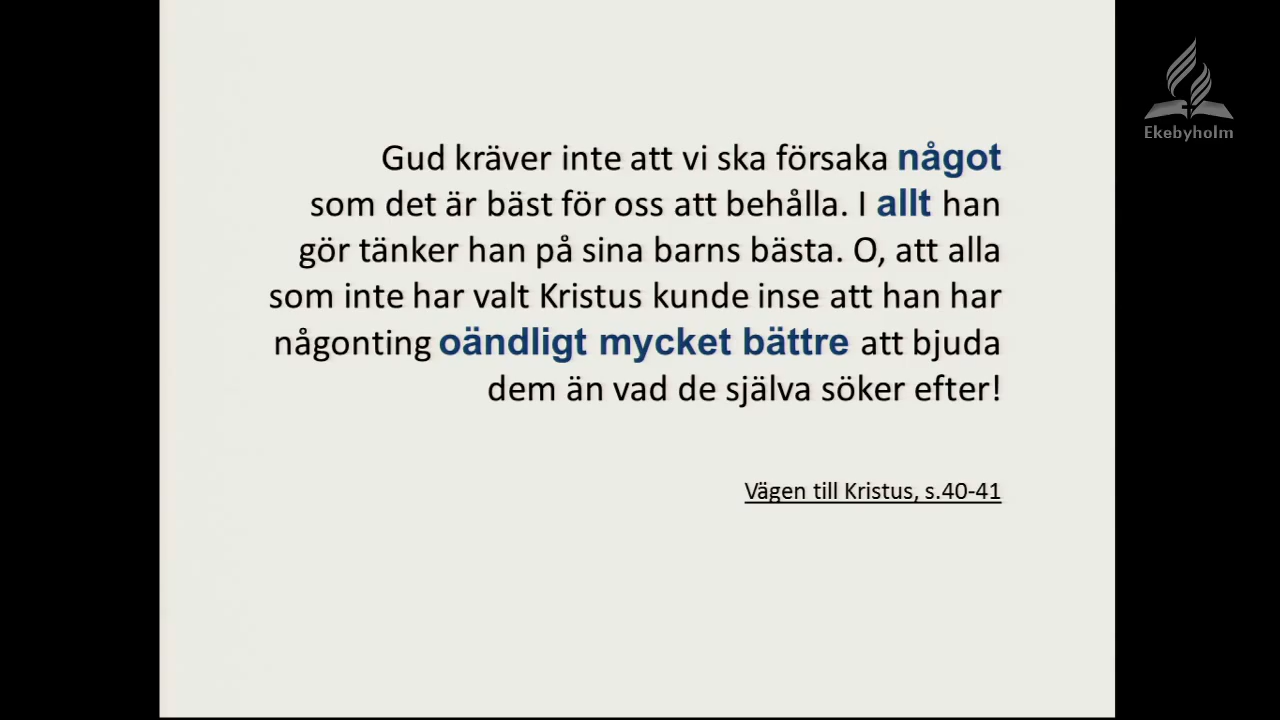 Gud kräver inte att vi ska försaka något
som det är bäst för oss att behålla. I allt han
gör tänker han på sina barns bästa. O, att alla
som inte har valt Kristus kunde inse att han har
någonting oändligt mycket bättre att bjuda
dem än vad de själva söker efter!
Vägen till Kristus, s.40-41
Ekebyholm